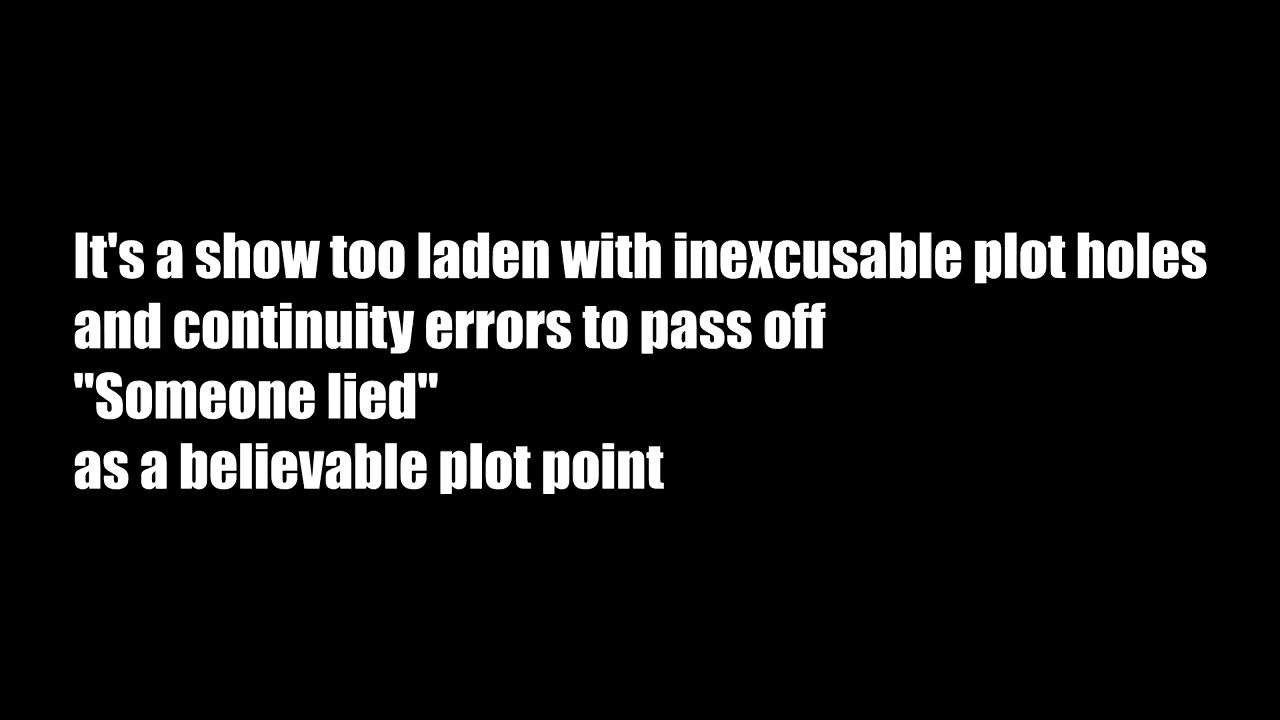 It's a show too laden with inexcusable plot holes
and continuity errors to pass off
"Someone lied"
as a believable plot point